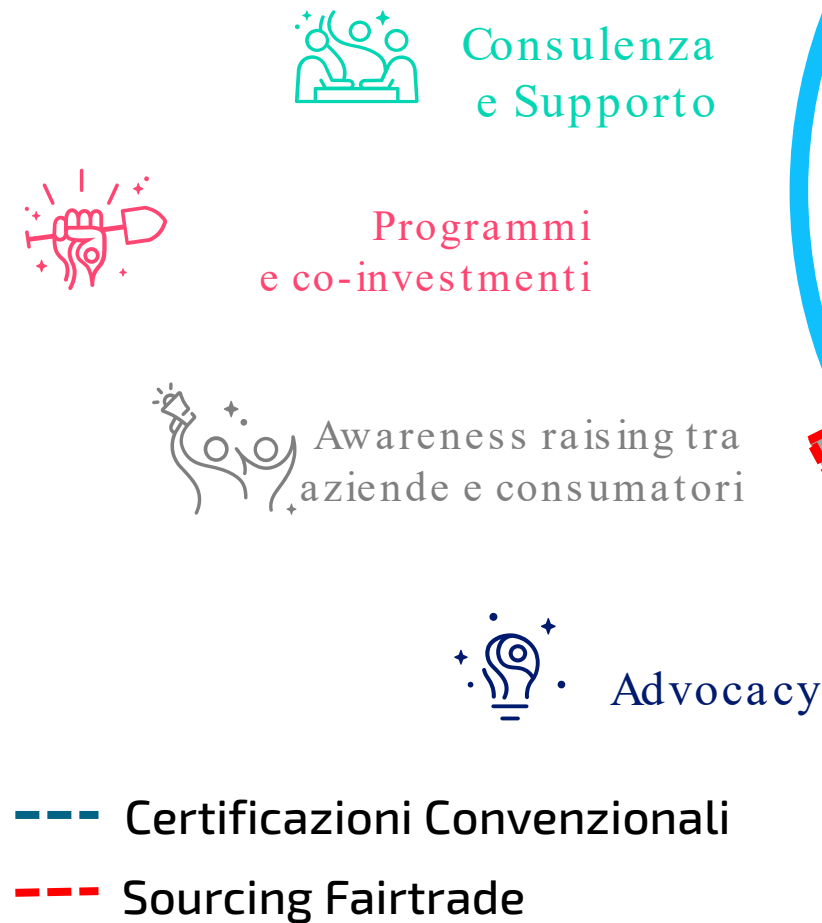 Consulenza
e Supporto
Programmi
e co-investmenti
Awareness raising tra
aziende e consumatori
Advocacy
Certificazioni Convenzionali
Sourcing Fairtrade